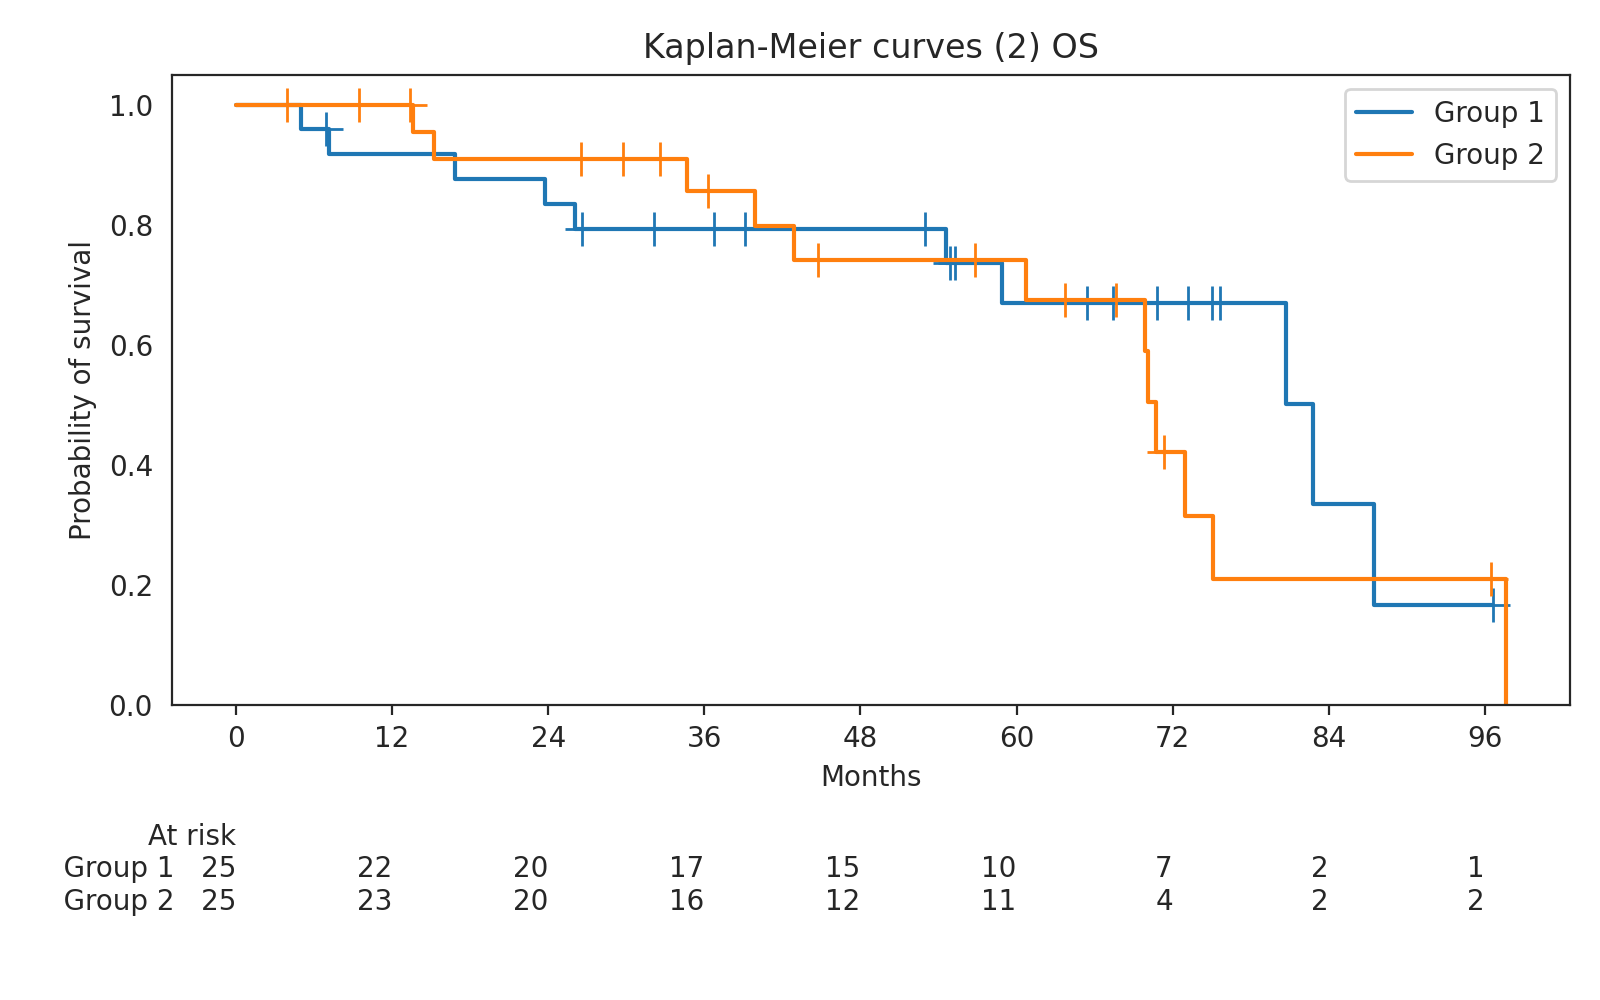 Kaplan-Meier curves (2) OS
Group 1
Group 2
Probability of survival
1.0
0.8
0.6
0.4
0.2
0.0
0 12 24 36 48 60 72 84 96
Months
At risk
Group 1 25 22 20 17 15 10 7 2 1
Group 2 25 23 20 16 12 11 4 2 2